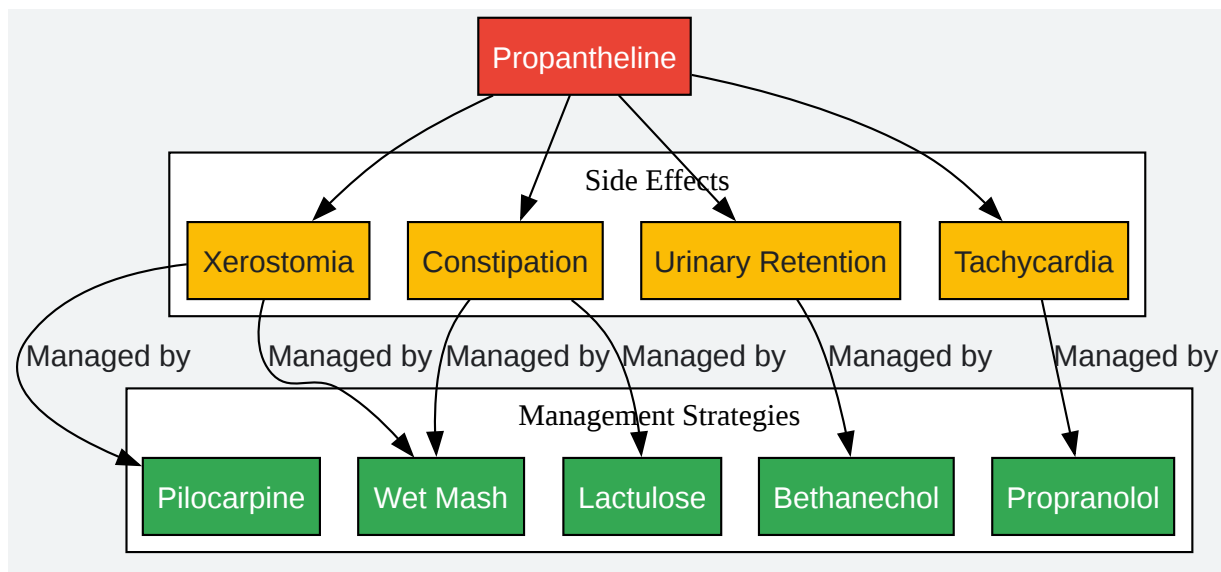 Propantheline
Side Effects
Xerostomia
Constipation
Urinary Retention
Tachycardia
Managed by
Managed by
Managed by
Managed by
Managed by
Managed by
Management Strategies
Pilocarpine
Wet Mash
Lactulose
Bethanechol
Propranolol